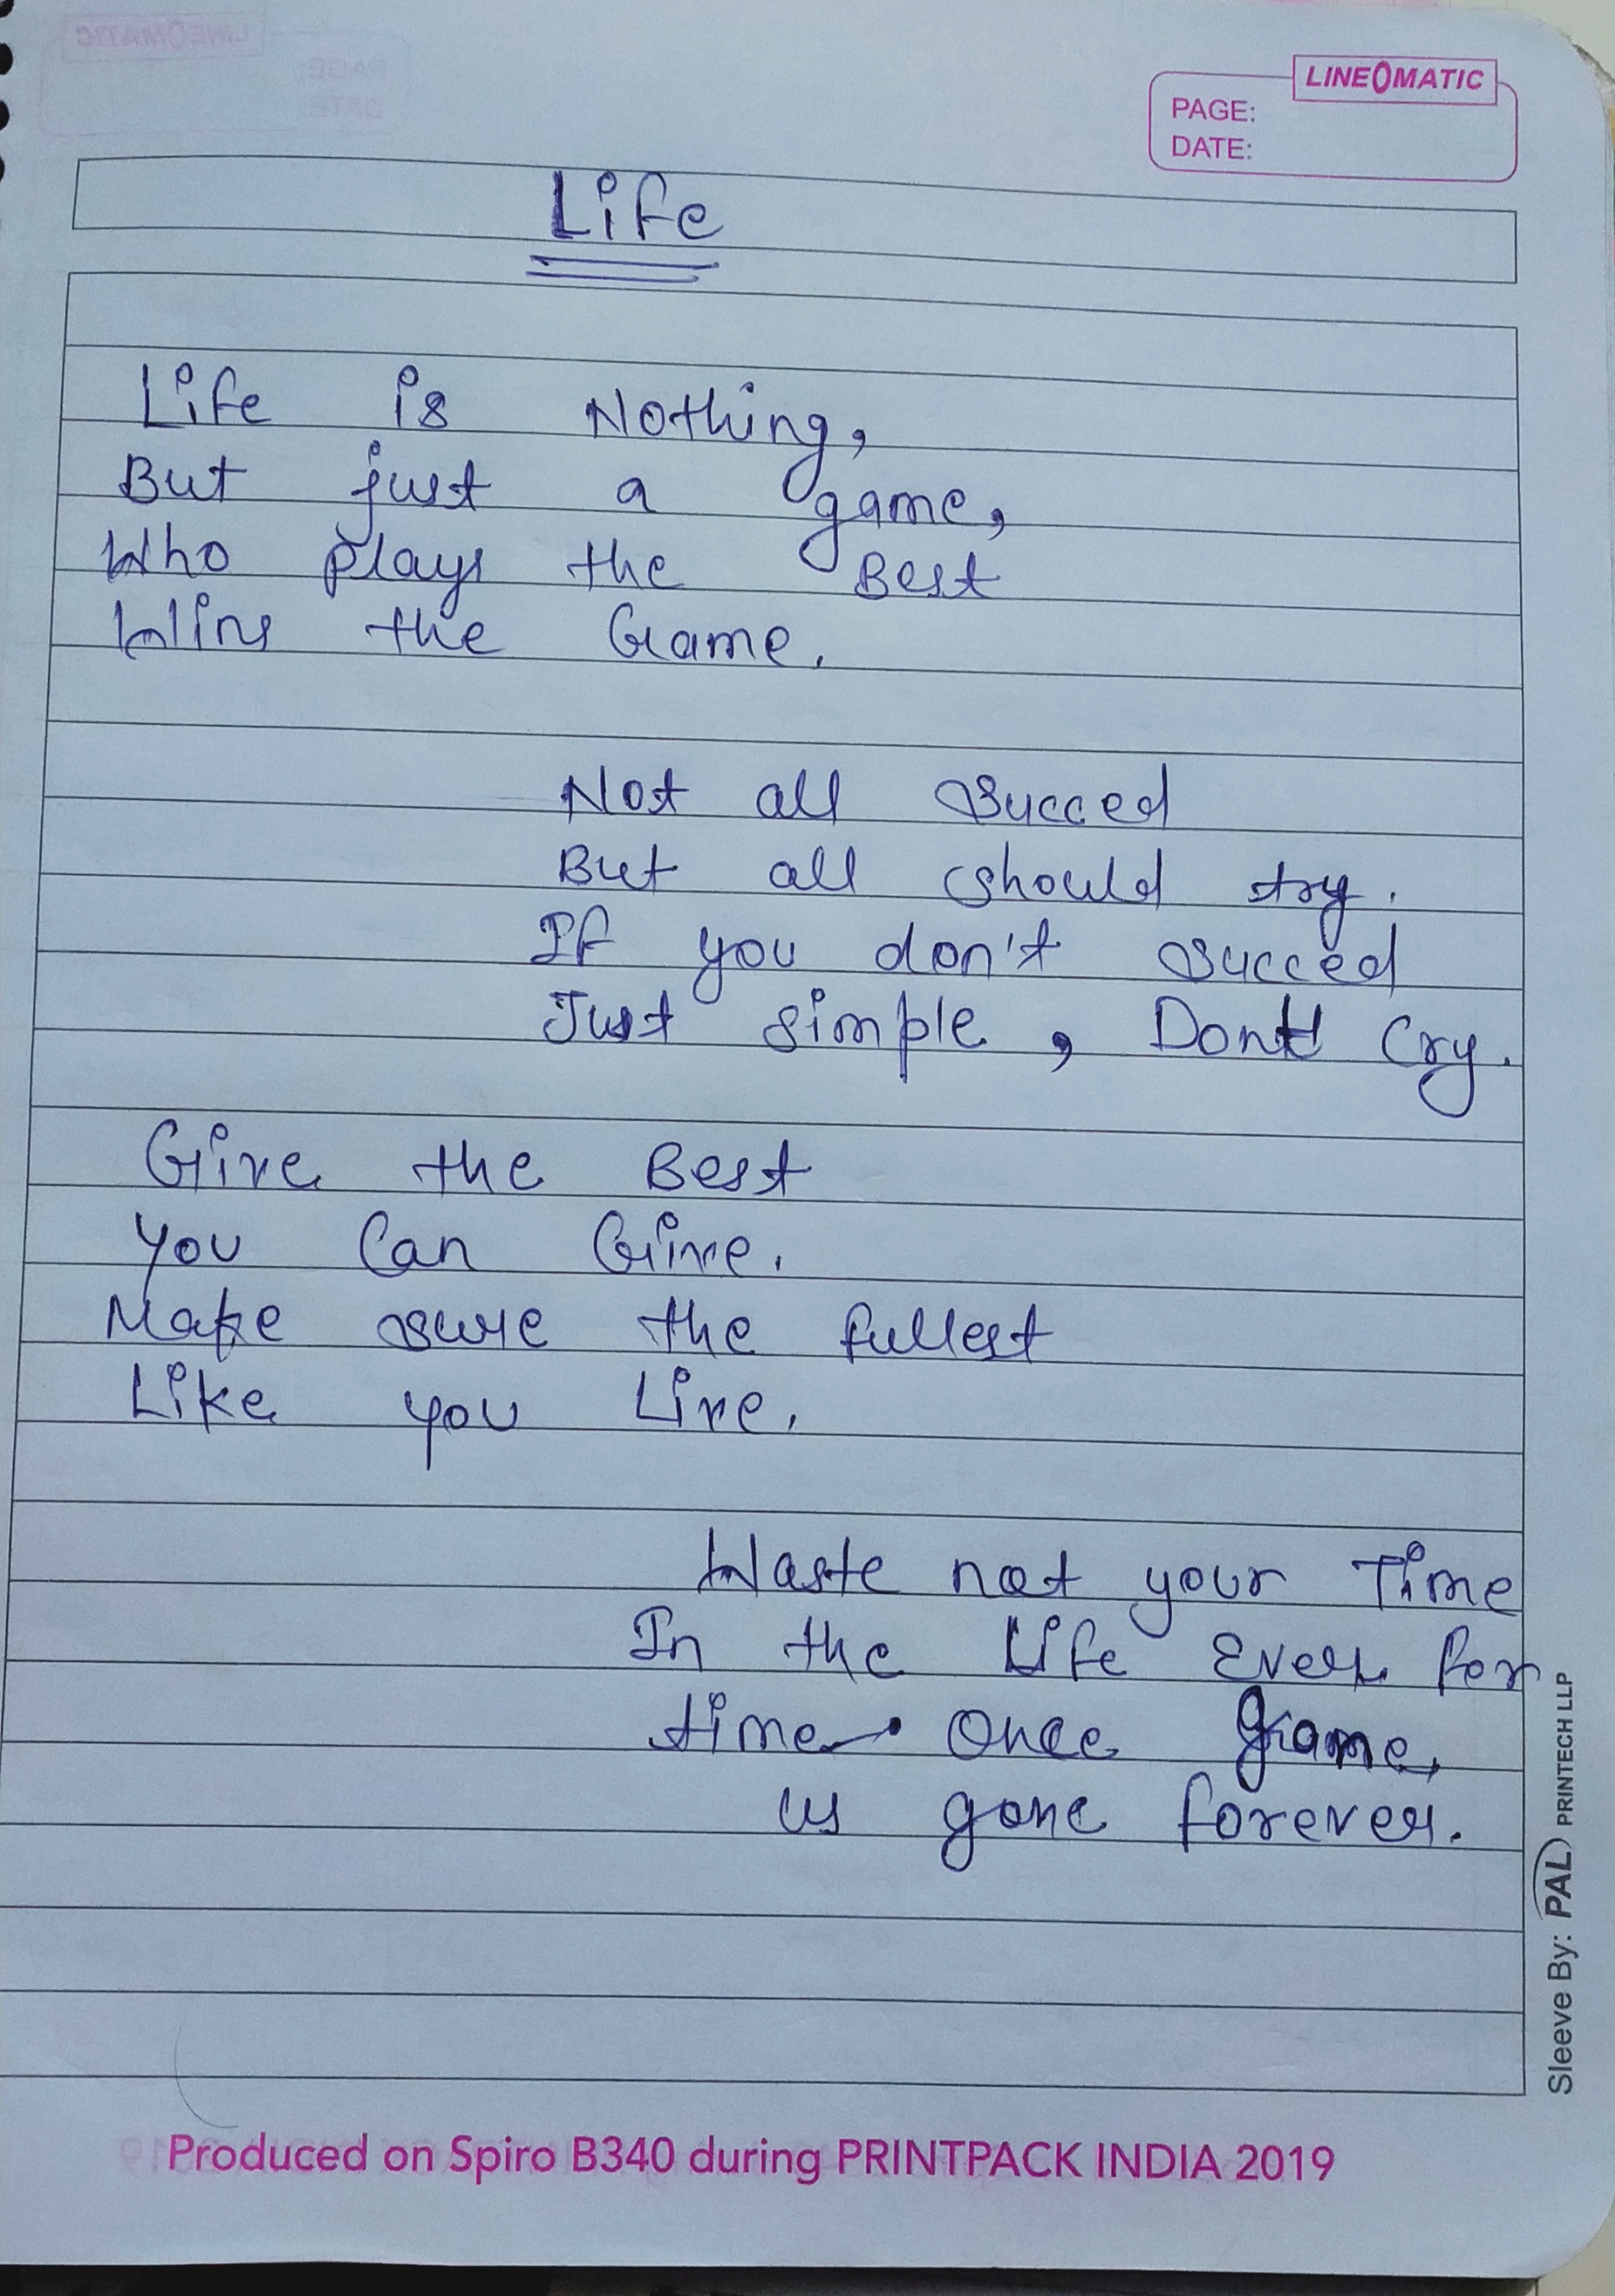 LINEOMATIC
PAGE:
DATE:
Life
Life is Nothing,
But just a game,
Who plays the Best
Wins the Game.
Not all Succed
But all should try.
If you don't succed
Just simple, Dont Cry.
Give the Best
You Can Give.
Make sure the fullest
Like you Live.
Waste not your Time
In the Life Ever for
time Once game,
us gone forever.
Sleeve By: PAL PRINTECH LLP
Produced on Spiro B340 during PRINTPACK INDIA 2019